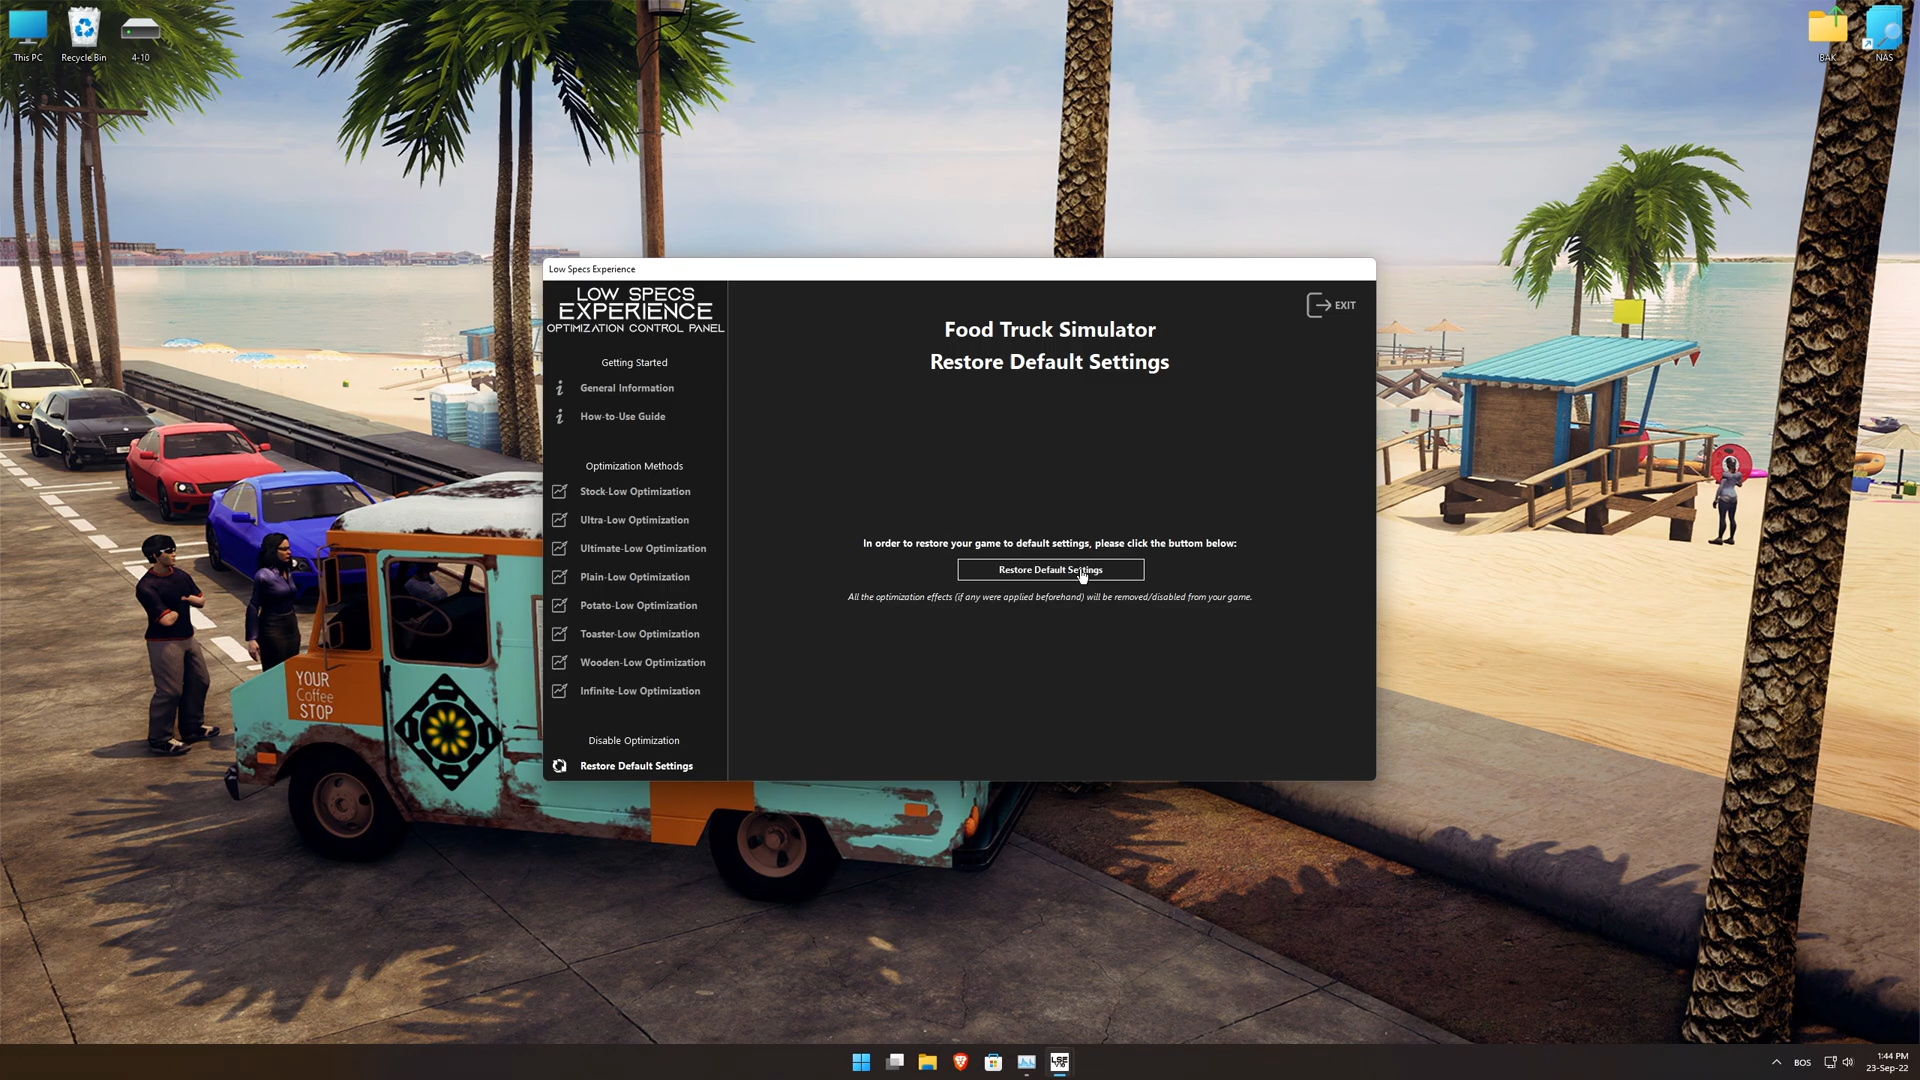 This PC
Recycle Bin
4-10
BAK
NAS
Low Specs Experience
LOW SPECS
EXPERIENCE
OPTIMIZATION CONTROL PANEL
Getting Started
General Information
How-to-Use Guide
Optimization Methods
Stock-Low Optimization
Ultra-Low Optimization
Ultimate-Low Optimization
Plain-Low Optimization
Potato-Low Optimization
Toaster-Low Optimization
Wooden-Low Optimization
Infinite-Low Optimization
Disable Optimization
Restore Default Settings
EXIT
Food Truck Simulator
Restore Default Settings
In order to restore your game to default settings, please click the buttom below:
Restore Default Settings
All the optimization effects (if any were applied beforehand) will be removed/disabled from your game.
YOUR
Coffee
STOP
LSE
BOS
1:44 PM
23-Sep-22